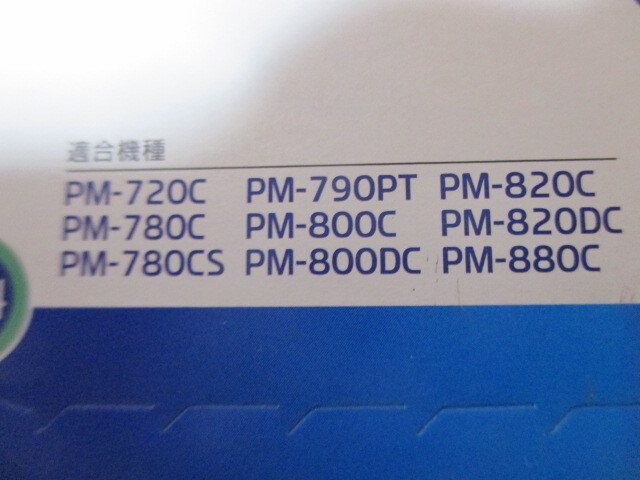 適合機種
PM-720C PM-790PT PM-820C
PM-780C PM-800C PM-820DC
PM-780CS PM-800DC PM-880C